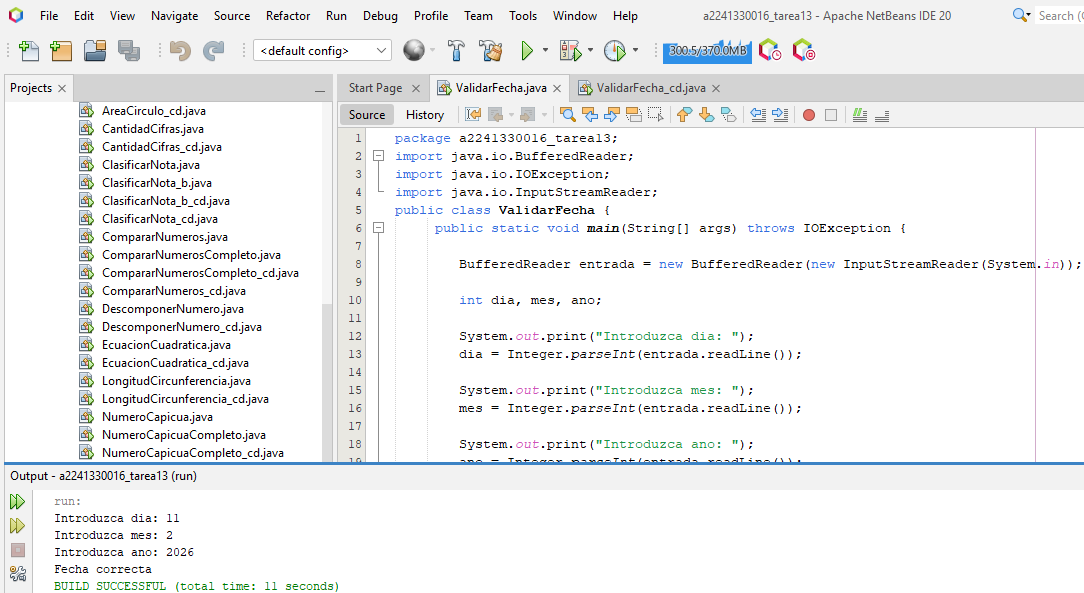 File Edit View Navigate Source Refactor Run Debug Profile Team Tools Window Help a2241330016_tarea13 - Apache NetBeans IDE 20 Search (
<default config> 300.5/370.0MB
Projects
AreaCirculo_cd.java
CantidadCifras.java
CantidadCifras_cd.java
ClasificarNota.java
ClasificarNota_b.java
ClasificarNota_b_cd.java
ClasificarNota_cd.java
CompararNumeros.java
CompararNumerosCompleto.java
CompararNumerosCompleto_cd.java
CompararNumeros_cd.java
DescomponerNumero.java
DescomponerNumero_cd.java
EcuacionCuadratica.java
EcuacionCuadratica_cd.java
LongitudCircunferencia.java
LongitudCircunferencia_cd.java
NumeroCapicua.java
NumeroCapicuaCompleto.java
NumeroCapicuaCompleto_cd.java
Start Page ValidarFecha.java ValidarFecha_cd.java
Source History
1 package a2241330016_tarea13;
2 import java.io.BufferedReader;
3 import java.io.IOException;
4 import java.io.InputStreamReader;
5 public class ValidarFecha {
6 public static void main(String[] args) throws IOException {
7
8 BufferedReader entrada = new BufferedReader(new InputStreamReader(System.in));
9
10 int dia, mes, ano;
11
12 System.out.print("Introduzca dia: ");
13 dia = Integer.parseInt(entrada.readLine());
14
15 System.out.print("Introduzca mes: ");
16 mes = Integer.parseInt(entrada.readLine());
17
18 System.out.print("Introduzca ano: ");
19 ano = Integer.parseInt(entrada.readLine());
Output - a2241330016_tarea13 (run)
run:
Introduzca dia: 11
Introduzca mes: 2
Introduzca ano: 2026
Fecha correcta
BUILD SUCCESSFUL (total time: 11 seconds)